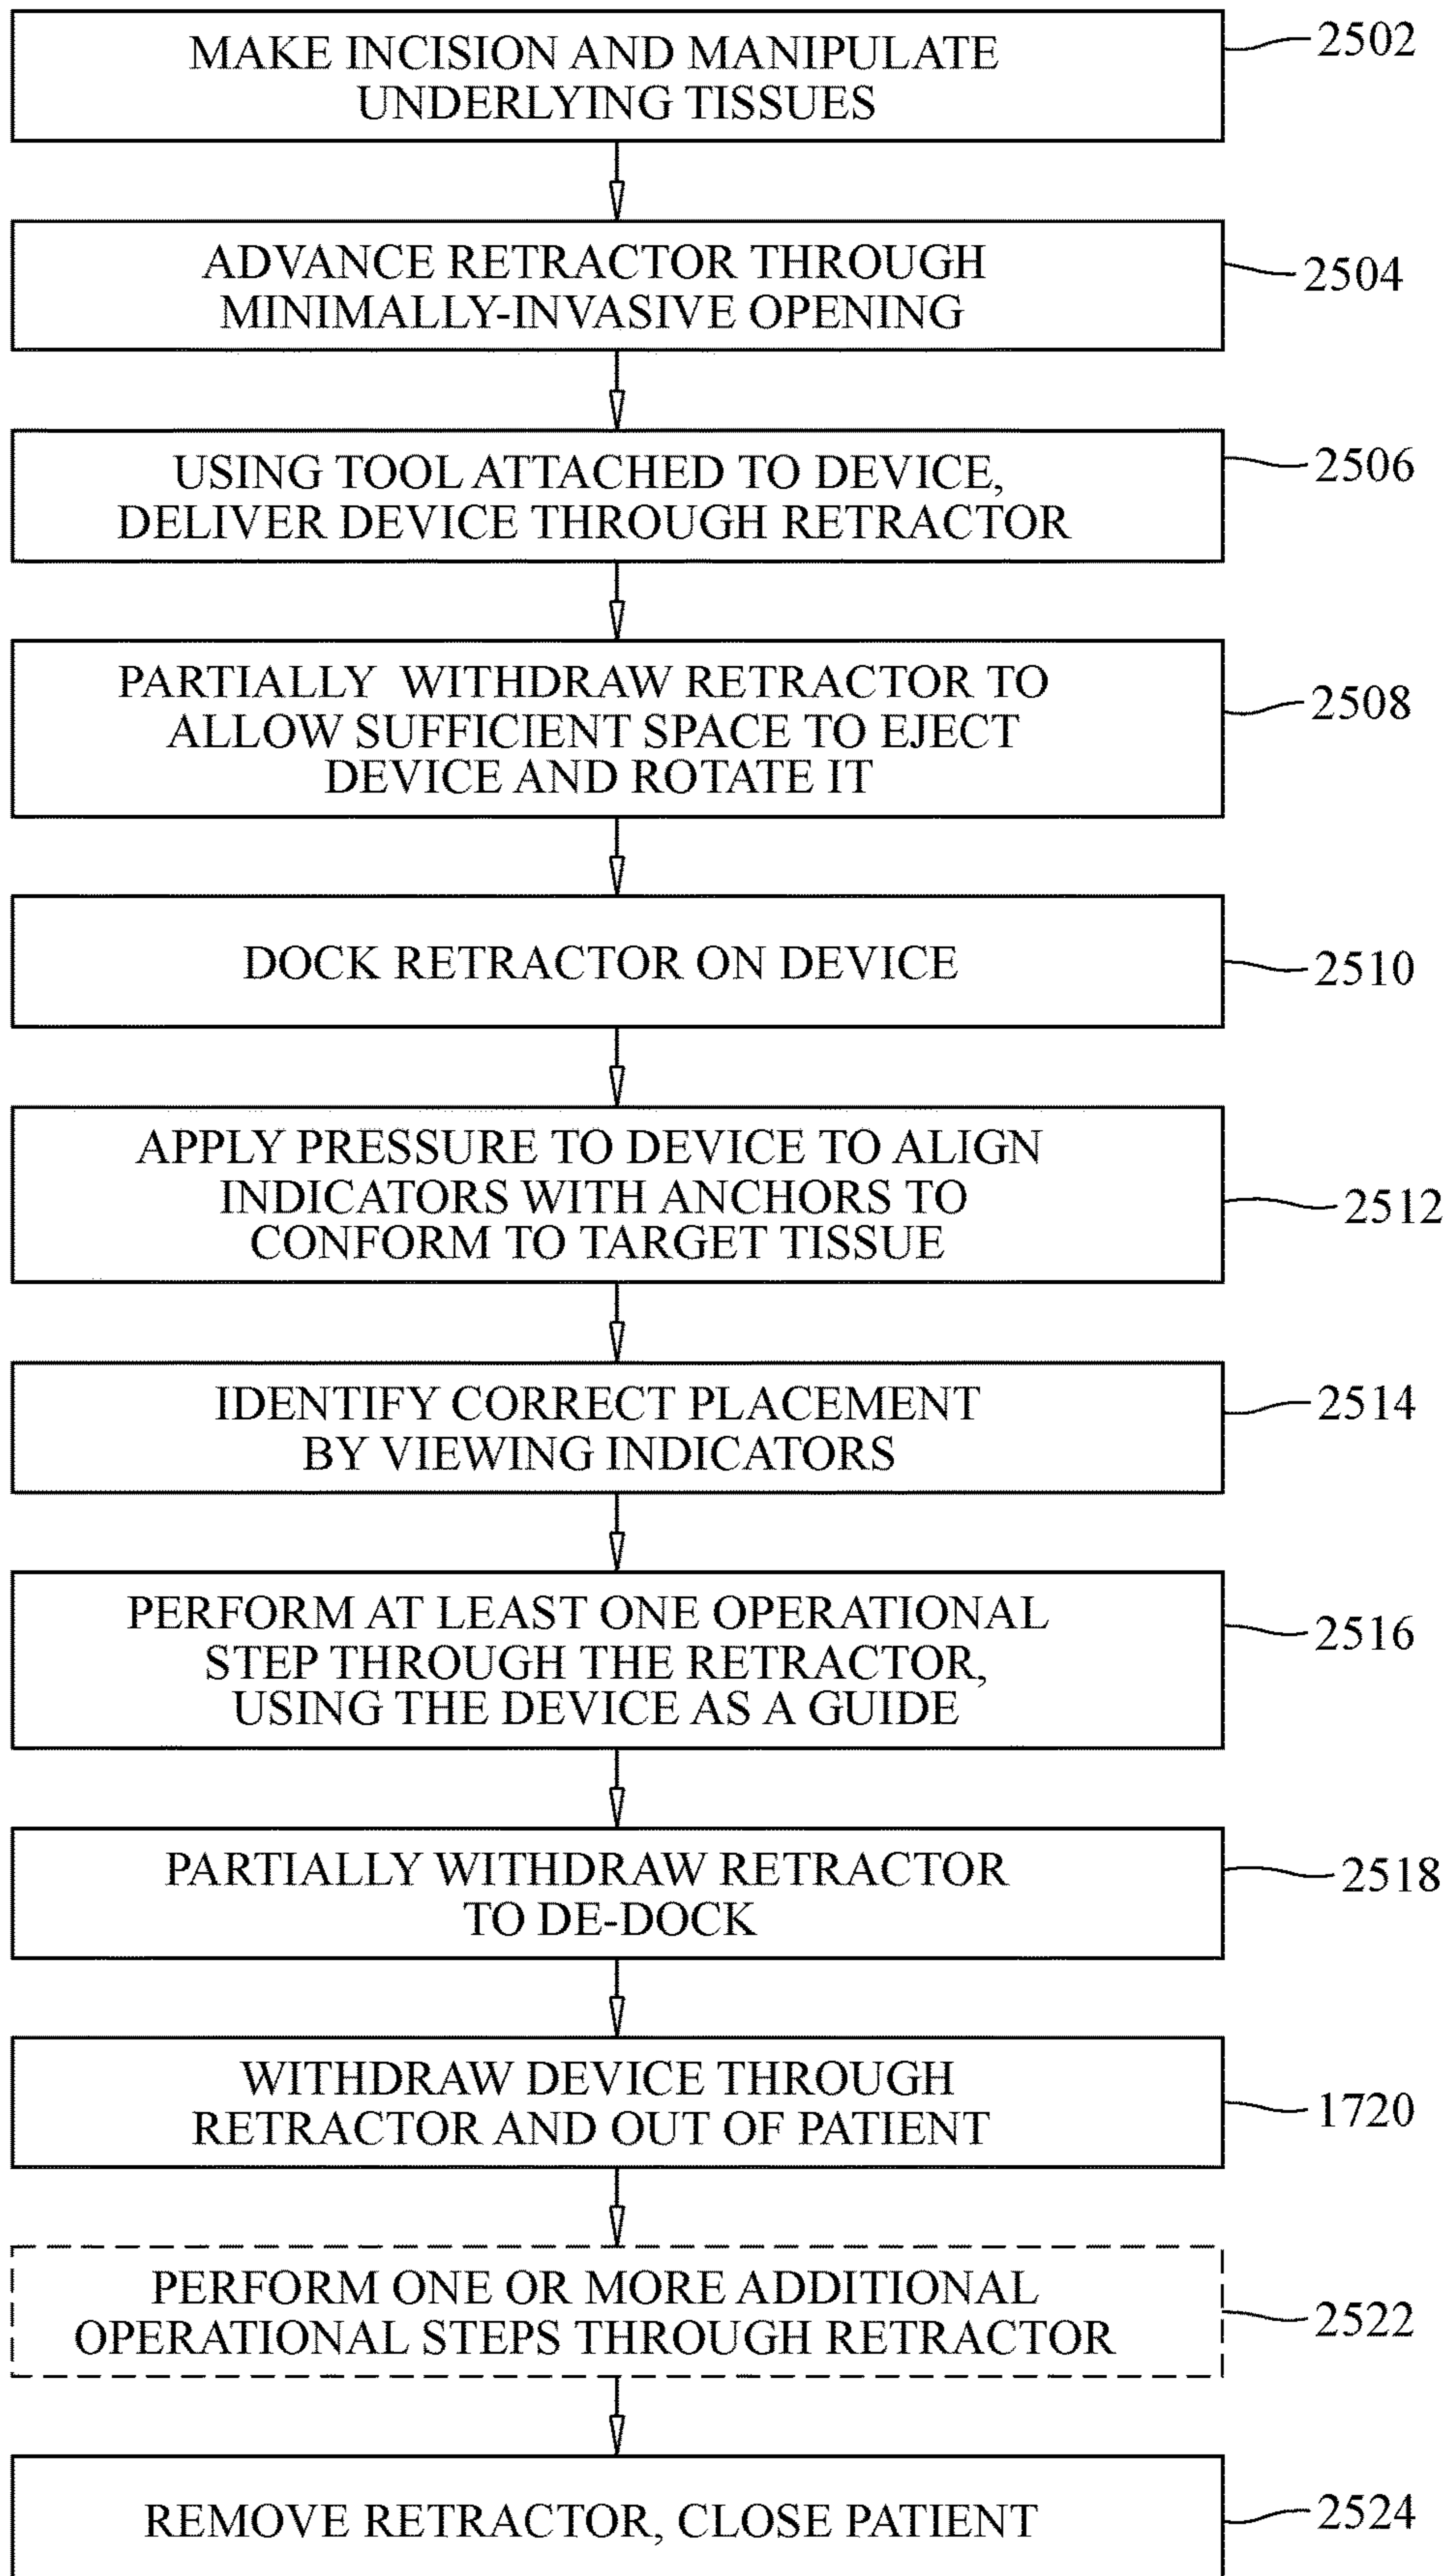 MAKE INCISION AND MANIPULATE
UNDERLYING TISSUES
2502
ADVANCE RETRACTOR THROUGH
MINIMALLY-INVASIVE OPENING
2504
USING TOOL ATTACHED TO DEVICE,
DELIVER DEVICE THROUGH RETRACTOR
2506
PARTIALLY WITHDRAW RETRACTOR TO
ALLOW SUFFICIENT SPACE TO EJECT
DEVICE AND ROTATE IT
2508
DOCK RETRACTOR ON DEVICE
2510
APPLY PRESSURE TO DEVICE TO ALIGN
INDICATORS WITH ANCHORS TO
CONFORM TO TARGET TISSUE
2512
IDENTIFY CORRECT PLACEMENT
BY VIEWING INDICATORS
2514
PERFORM AT LEAST ONE OPERATIONAL
STEP THROUGH THE RETRACTOR,
USING THE DEVICE AS A GUIDE
2516
PARTIALLY WITHDRAW RETRACTOR
TO DE-DOCK
2518
WITHDRAW DEVICE THROUGH
RETRACTOR AND OUT OF PATIENT
1720
PERFORM ONE OR MORE ADDITIONAL
OPERATIONAL STEPS THROUGH RETRACTOR
2522
REMOVE RETRACTOR, CLOSE PATIENT
2524